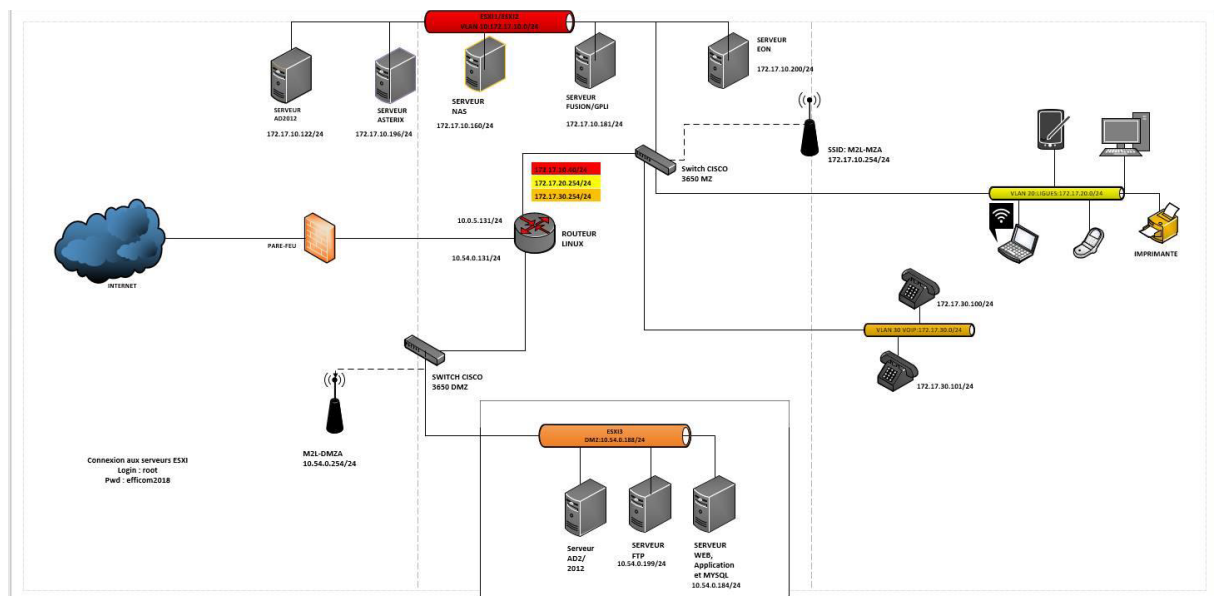 ESXI1/ESXI2
VLAN 10:172.17.10.0/24
SERVEUR
AD2012
172.17.10.122/24
SERVEUR
ASTERIX
172.17.10.196/24
SERVEUR
NAS
172.17.10.160/24
SERVEUR
FUSION/GPLI
172.17.10.181/24
SERVEUR
EON
172.17.10.200/24
SSID: M2L-MZA
172.17.10.254/24
Switch CISCO
3650 MZ
172.17.20.254/24
172.17.30.254/24
VLAN 20:LIGUES:172.17.20.0/24
IMPRIMANTE
10.0.5.131/24
ROUTEUR
LINUX
10.54.0.131/24
PARE-FEU
INTERNET
172.17.30.100/24
VLAN 30 VOIP:172.17.30.0/24
172.17.30.101/24
SWITCH CISCO
3650 DMZ
M2L-DMZA
10.54.0.254/24
ESXI3
DMZ:10.54.0.188/24
Connexion aux serveurs ESXI
Login : root
Pwd : efficom2018
Serveur
AD2/
2012
SERVEUR
FTP
10.54.0.199/24
SERVEUR
WEB,
Application
et MYSQL
10.54.0.184/24